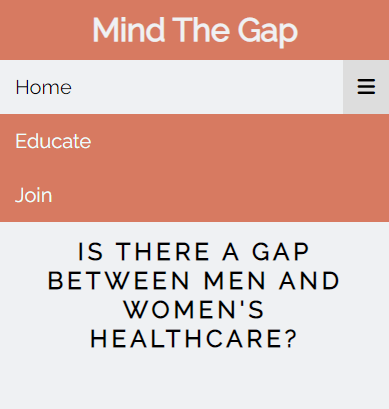 Mind The Gap
Home
Educate
Join
IS THERE A GAP
BETWEEN MEN AND
WOMEN'S
HEALTHCARE?